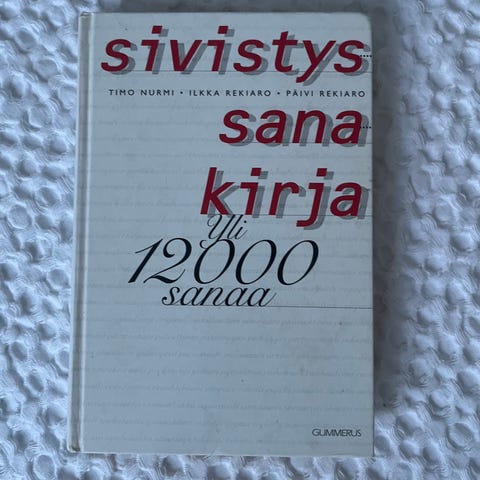 sivistys
TIMO NURMI • ILKKA REKIARO • PÄIVI REKIARO
sana
kirja
Yli
12000
sanaa
GUMMERUS